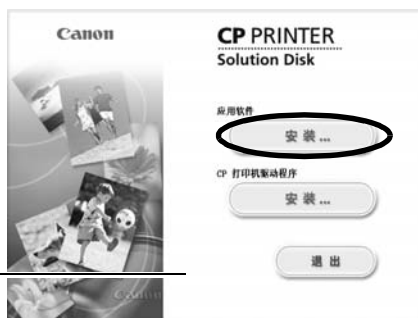 Canon
CP PRINTER
Solution Disk
应用软件
安装...
CP 打印机驱动程序
安装...
退出
Canon